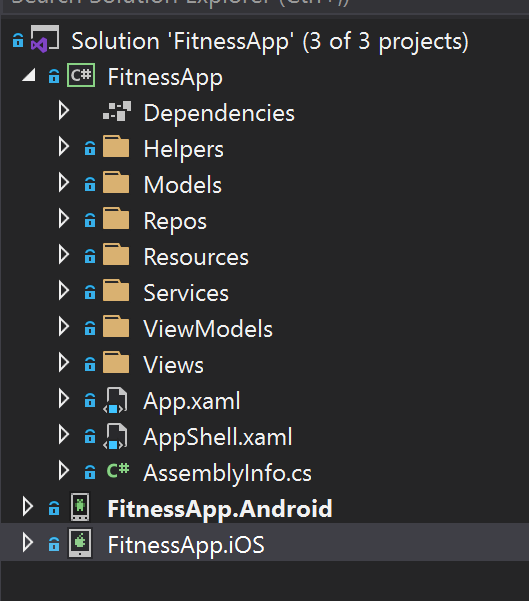 Search Solution Explorer (Ctrl+;)
Solution 'FitnessApp' (3 of 3 projects)
C# FitnessApp
Dependencies
Helpers
Models
Repos
Resources
Services
ViewModels
Views
App.xaml
AppShell.xaml
C# AssemblyInfo.cs
FitnessApp.Android
FitnessApp.iOS